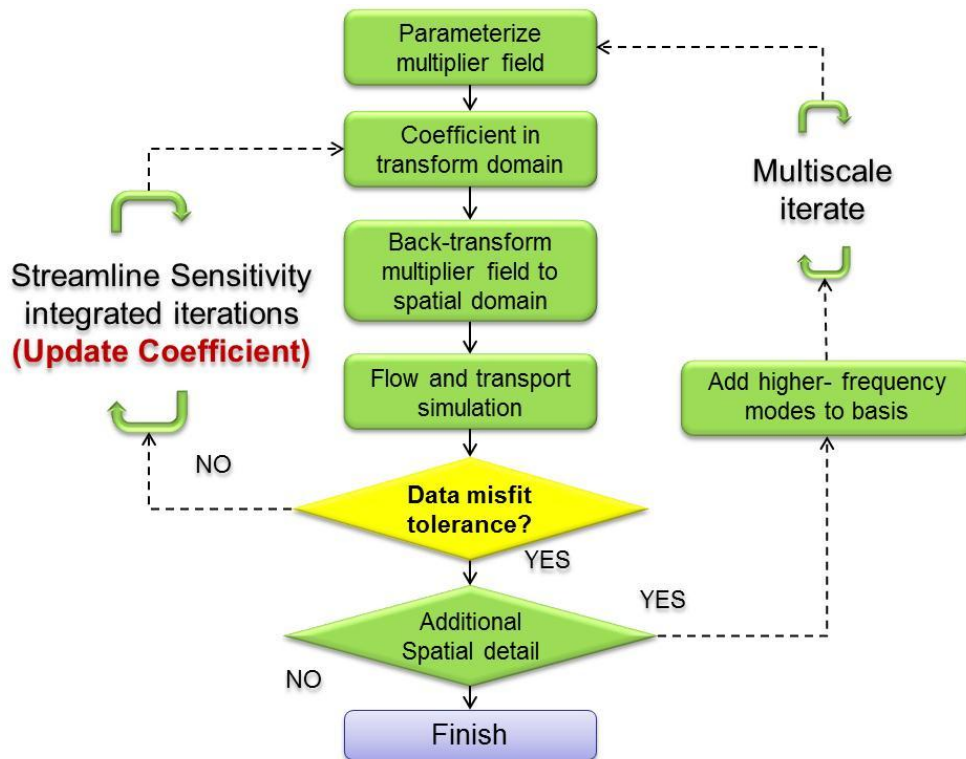 Parameterize
multiplier field
Coefficient in
transform domain
Multiscale
iterate
Back-transform
multiplier field to
spatial domain
Streamline Sensitivity
integrated iterations
(Update Coefficient)
Flow and transport
simulation
Add higher- frequency
modes to basis
NO
Data misfit
tolerance?
YES
Additional
Spatial detail
YES
NO
Finish